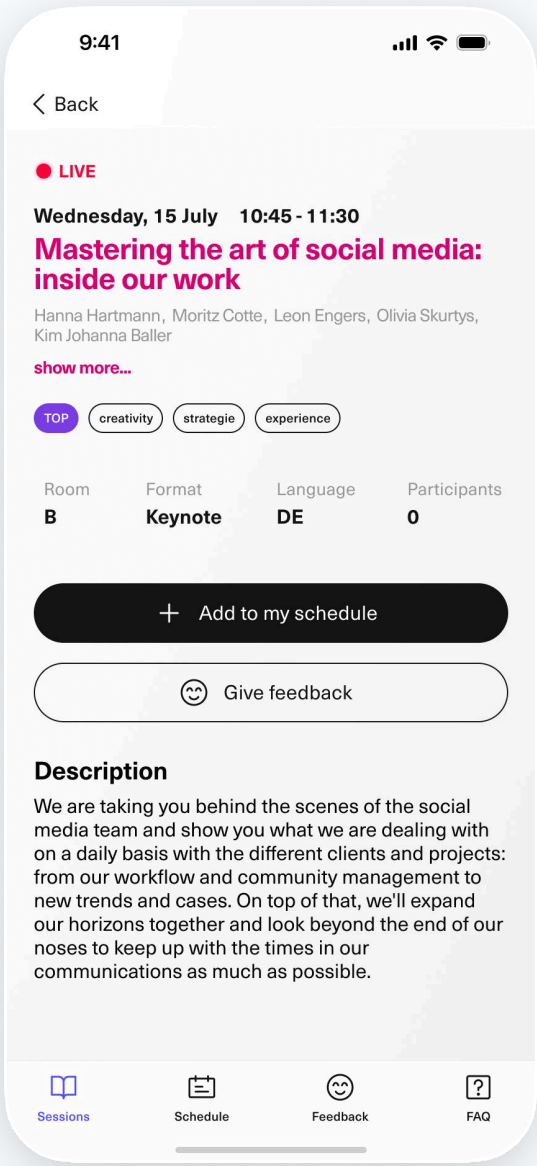 9:41
Back
LIVE
Wednesday, 15 July 10:45 - 11:30
Mastering the art of social media:
inside our work
Hanna Hartmann, Moritz Cotte, Leon Engers, Olivia Skurtys,
Kim Johanna Baller
show more...
TOP creativity strategie experience
Room Format Language Participants
B Keynote DE 0
Add to my schedule
Give feedback
Description
We are taking you behind the scenes of the social
media team and show you what we are dealing with
on a daily basis with the different clients and projects:
from our workflow and community management to
new trends and cases. On top of that, we'll expand
our horizons together and look beyond the end of our
noses to keep up with the times in our
communications as much as possible.
Sessions Schedule Feedback FAQ